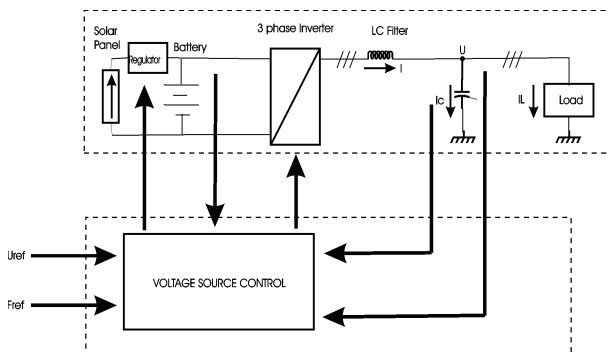 Solar
Panel
Regulator
Battery
3 phase Inverter
LC Filter
I
U
Ic
IL
Load
Uref
Fref
VOLTAGE SOURCE CONTROL